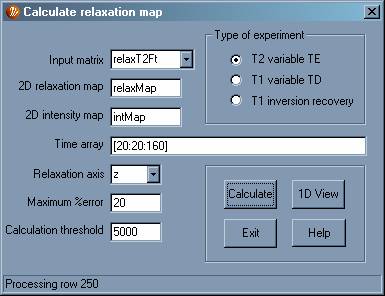 Calculate relaxation map
Input matrix
relaxT2Ft
2D relaxation map
relaxMap
2D intensity map
intMap
Type of experiment
T2 variable TE
T1 variable TD
T1 inversion recovery
Time array
[20:20:160]
Relaxation axis
z
Maximum %error
20
Calculation threshold
5000
Calculate
1D View
Exit
Help
Processing row 250